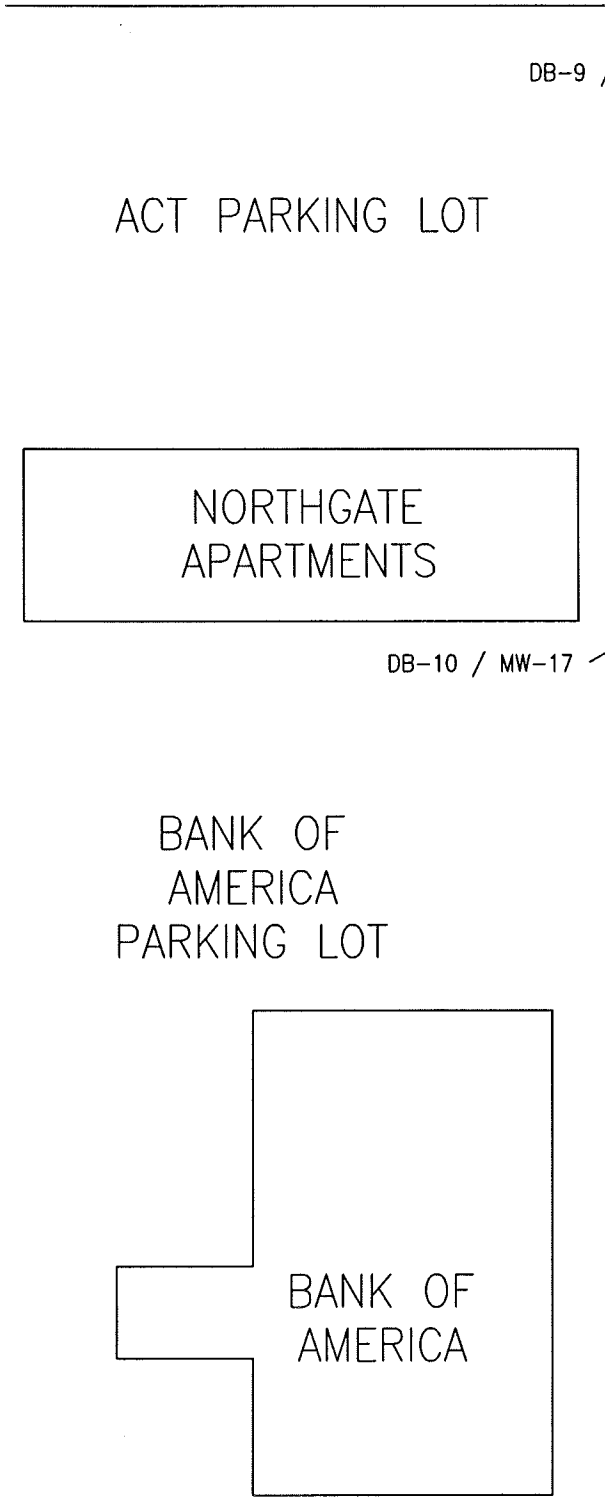 DB-9 /
ACT PARKING LOT
NORTHGATE
APARTMENTS
DB-10 / MW-17
BANK OF
AMERICA
PARKING LOT
BANK OF
AMERICA